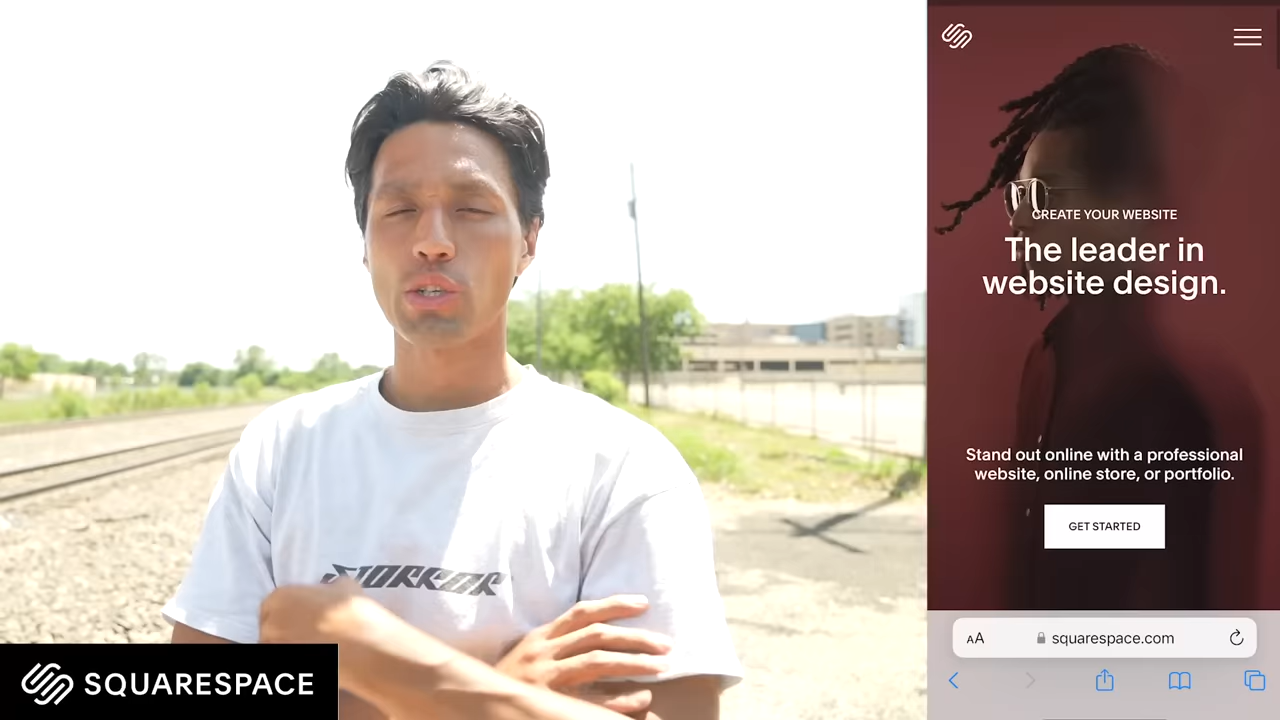 STORROR
SQUARESPACE
CREATE YOUR WEBSITE
The leader in
website design.
Stand out online with a professional
website, online store, or portfolio.
GET STARTED
AA
squarespace.com